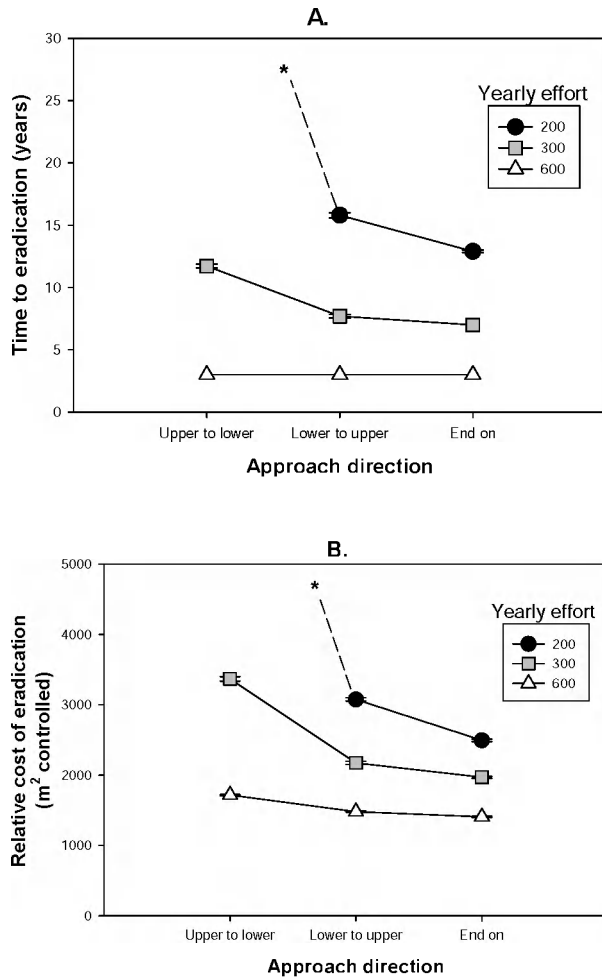 A.
30
25
20
15
10
5
0
Time to eradication (years)
*
Yearly effort
200
300
600
Upper to lower
Lower to upper
End on
Approach direction
B.
5000
4000
3000
2000
1000
0
Relative cost of eradication
(m² controlled)
*
Yearly effort
200
300
600
Upper to lower
Lower to upper
End on
Approach direction